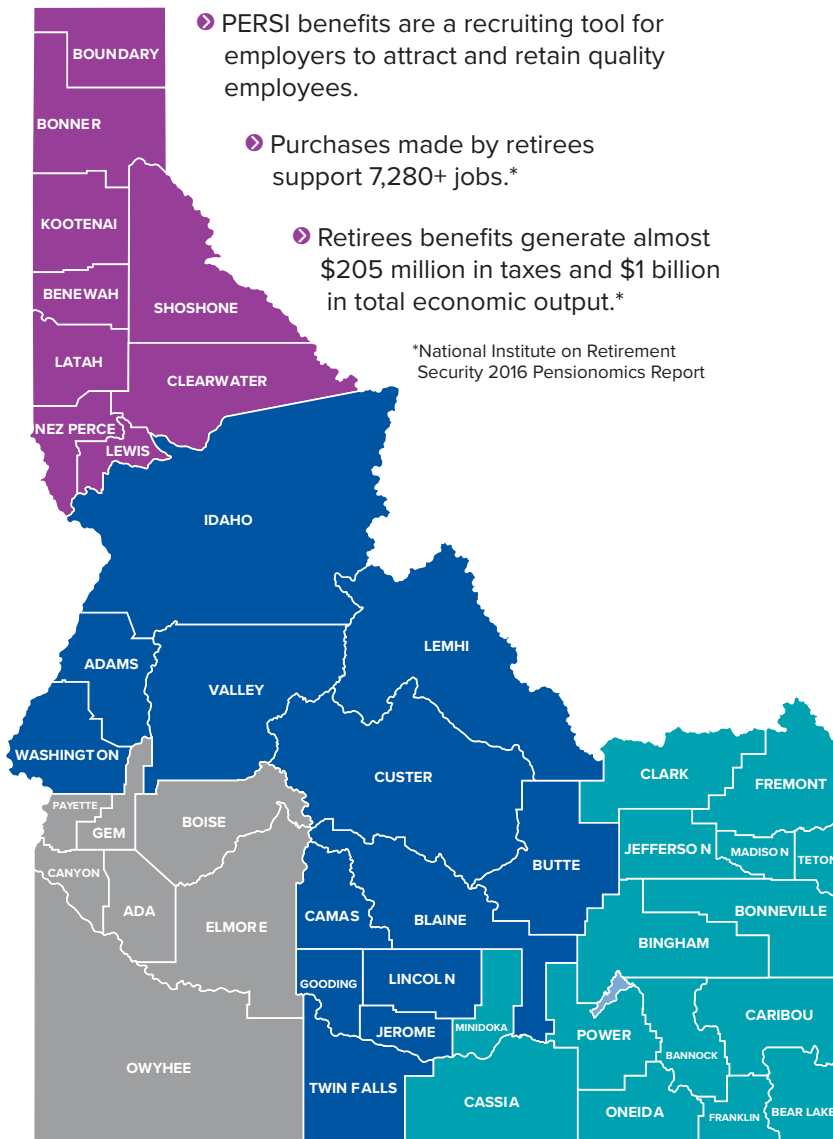 PERSI benefits are a recruiting tool for
employers to attract and retain quality
employees.
Purchases made by retirees
support 7,280+ jobs.*
Retirees benefits generate almost
$205 million in taxes and $1 billion
in total economic output.*
*National Institute on Retirement
Security 2016 Pensionomics Report
BOUNDARY
BONNER
KOOTENAI
BENEWAH
SHOSHONE
LATAH
CLEARWATER
NEZ PERCE
LEWIS
IDAHO
LEMHI
ADAMS
VALLEY
WASHINGTON
CUSTER
CLARK
FREMONT
PAYETTE
GEM
BOISE
BUTTE
JEFFERSON
MADISON
TETON
CANYON
ADA
ELMORE
CAMAS
BLAINE
BONNEVILLE
BINGHAM
GOODING
LINCOLN
CARIBOU
JEROME
MINIDOKA
POWER
BANNOCK
OWYHEE
TWIN FALLS
CASSIA
ONEIDA
FRANKLIN
BEAR LAKE